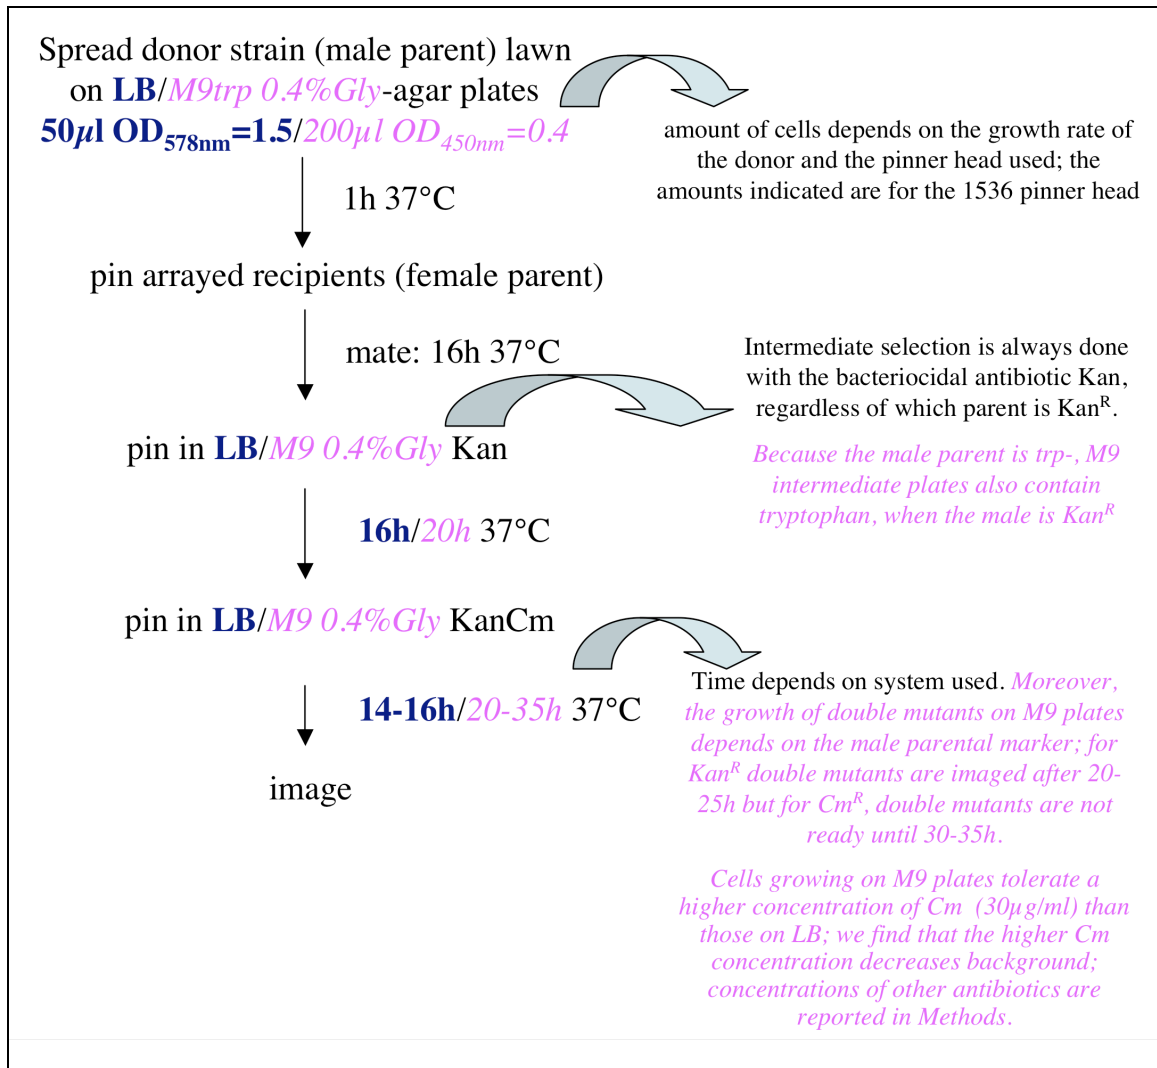 Spread donor strain (male parent) lawn
on LB/M9trp 0.4%Gly-agar plates
50µl OD578nm=1.5/200µl OD450nm=0.4
amount of cells depends on the growth rate of
the donor and the pinner head used; the
amounts indicated are for the 1536 pinner head
1h 37°C
pin arrayed recipients (female parent)
mate: 16h 37°C
Intermediate selection is always done
with the bacteriocidal antibiotic Kan,
regardless of which parent is KanR.
Because the male parent is trp-, M9
intermediate plates also contain
tryptophan, when the male is KanR
pin in LB/M9 0.4%Gly Kan
16h/20h 37°C
pin in LB/M9 0.4%Gly KanCm
14-16h/20-35h 37°C
Time depends on system used. Moreover,
the growth of double mutants on M9 plates
depends on the male parental marker; for
KanR double mutants are imaged after 20-
25h but for CmR, double mutants are not
ready until 30-35h.
image
Cells growing on M9 plates tolerate a
higher concentration of Cm (30µg/ml) than
those on LB; we find that the higher Cm
concentration decreases background;
concentrations of other antibiotics are
reported in Methods.